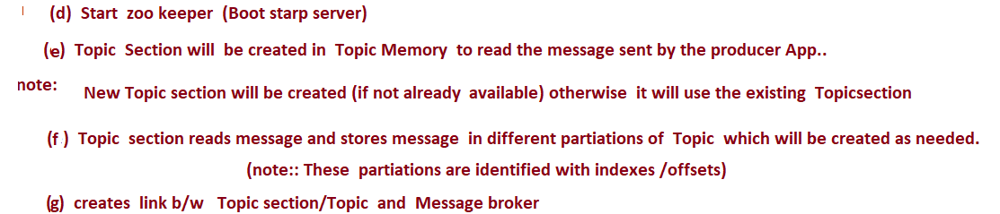 (d) Start zoo keeper (Boot starp server)
(e) Topic Section will be created in Topic Memory to read the message sent by the producer App..
note:
New Topic section will be created (if not already available) otherwise it will use the existing Topicsection
(f ) Topic section reads message and stores message in different partiations of Topic which will be created as needed.
(note:: These partiations are identified with indexes /offsets)
(g) creates link b/w Topic section/Topic and Message broker